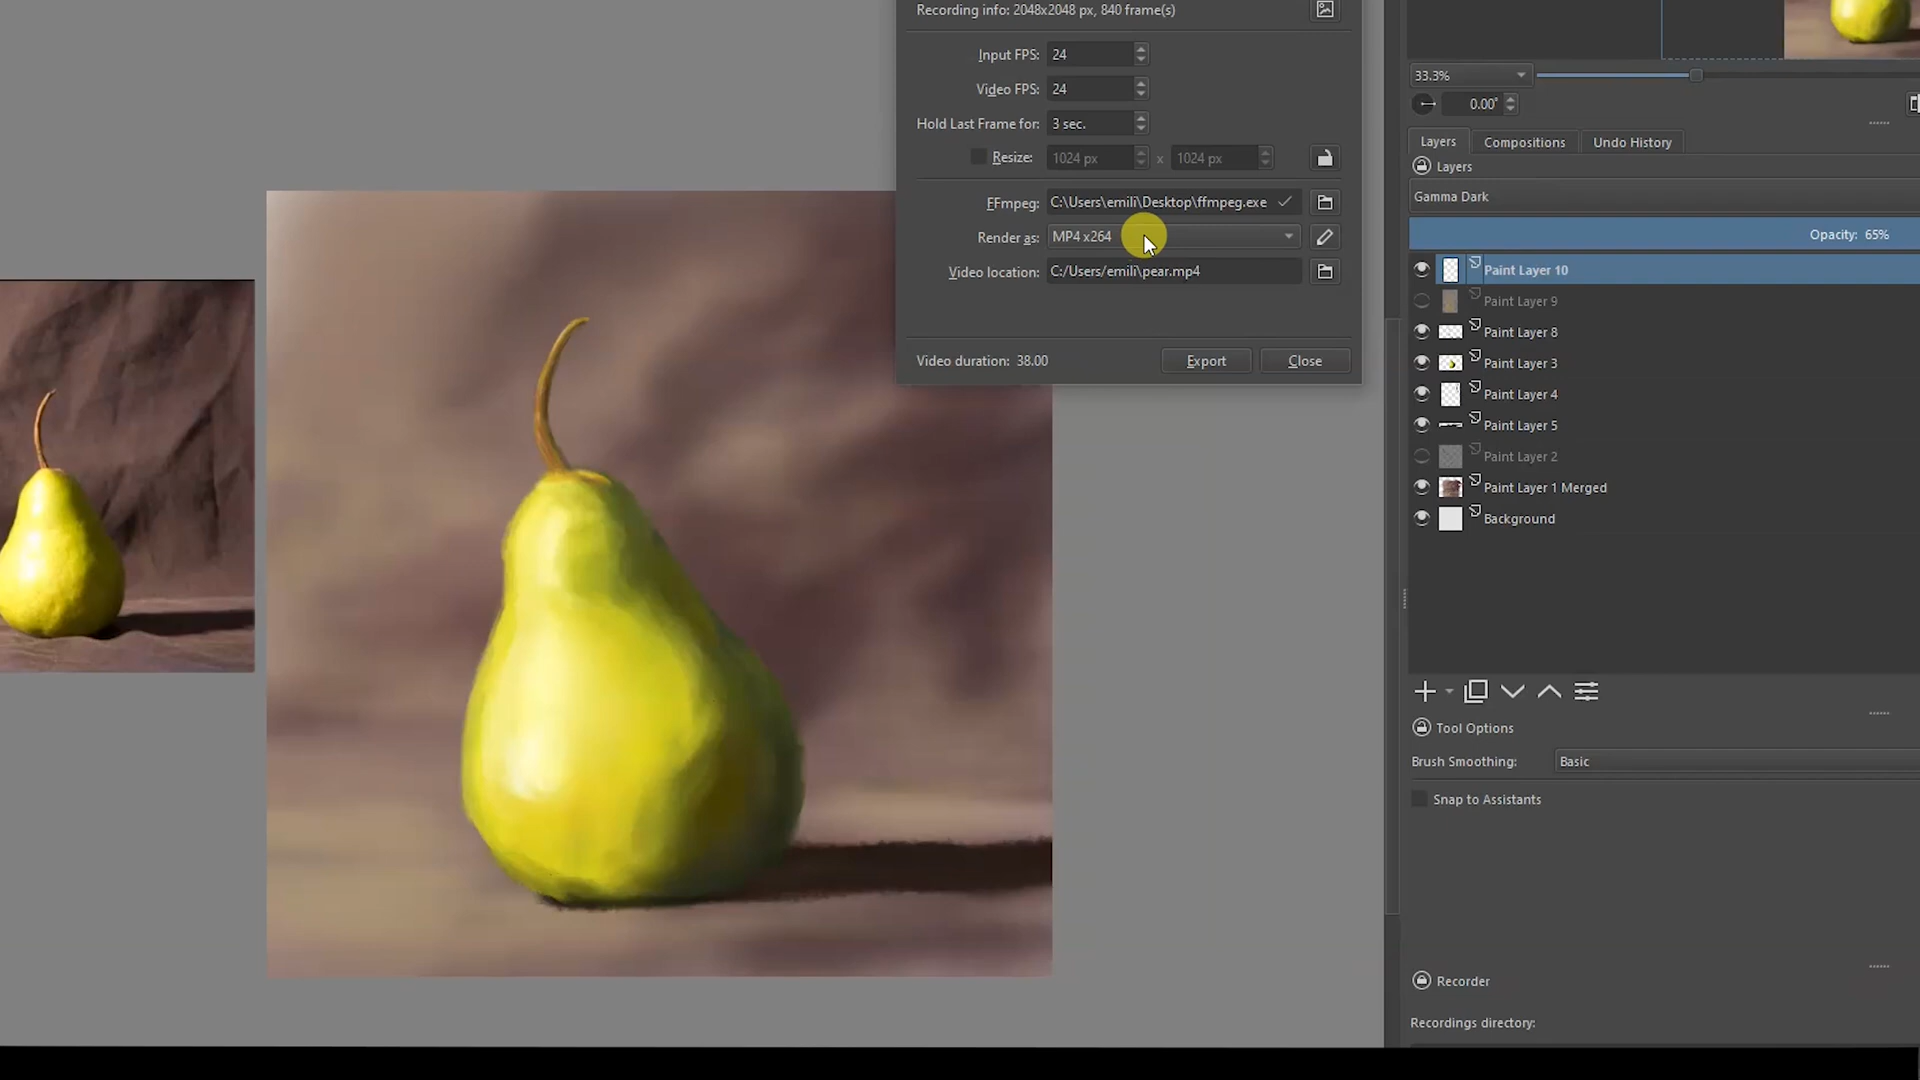 Recording info: 2048x2048 px, 840 frame(s)
Input FPS: 24
Video FPS: 24
Hold Last Frame for: 3 sec.
Resize: 1024 px x 1024 px
FFmpeg: C:\Users\emili\Desktop\ffmpeg.exe
Render as: MP4 x264
Video location: C:/Users/emili\pear.mp4
Video duration: 38.00 Export Close
33.3%
0.00°
Layers Compositions Undo History
Layers
Gamma Dark
Opacity: 65%
Paint Layer 10
Paint Layer 9
Paint Layer 8
Paint Layer 3
Paint Layer 4
Paint Layer 5
Paint Layer 2
Paint Layer 1 Merged
Background
Tool Options
Brush Smoothing: Basic
Snap to Assistants
Recorder
Recordings directory: